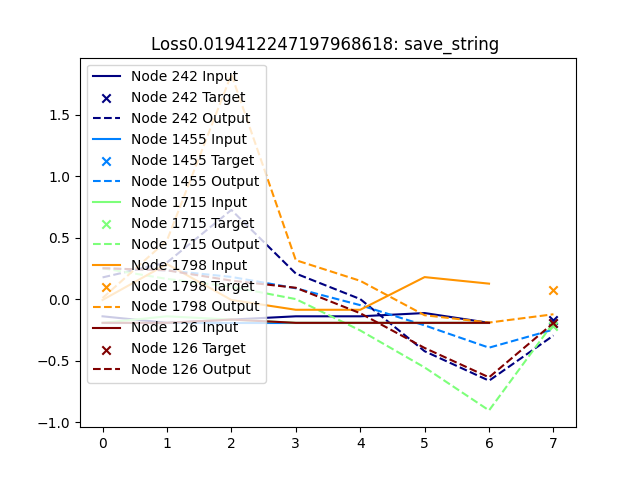 Loss0.019412247197968618: save_string
Node 242 Input
Node 242 Target
Node 242 Output
Node 1455 Input
Node 1455 Target
Node 1455 Output
Node 1715 Input
Node 1715 Target
Node 1715 Output
Node 1798 Input
Node 1798 Target
Node 1798 Output
Node 126 Input
Node 126 Target
Node 126 Output
1.5
1.0
0.5
0.0
−0.5
−1.0
0 1 2 3 4 5 6 7